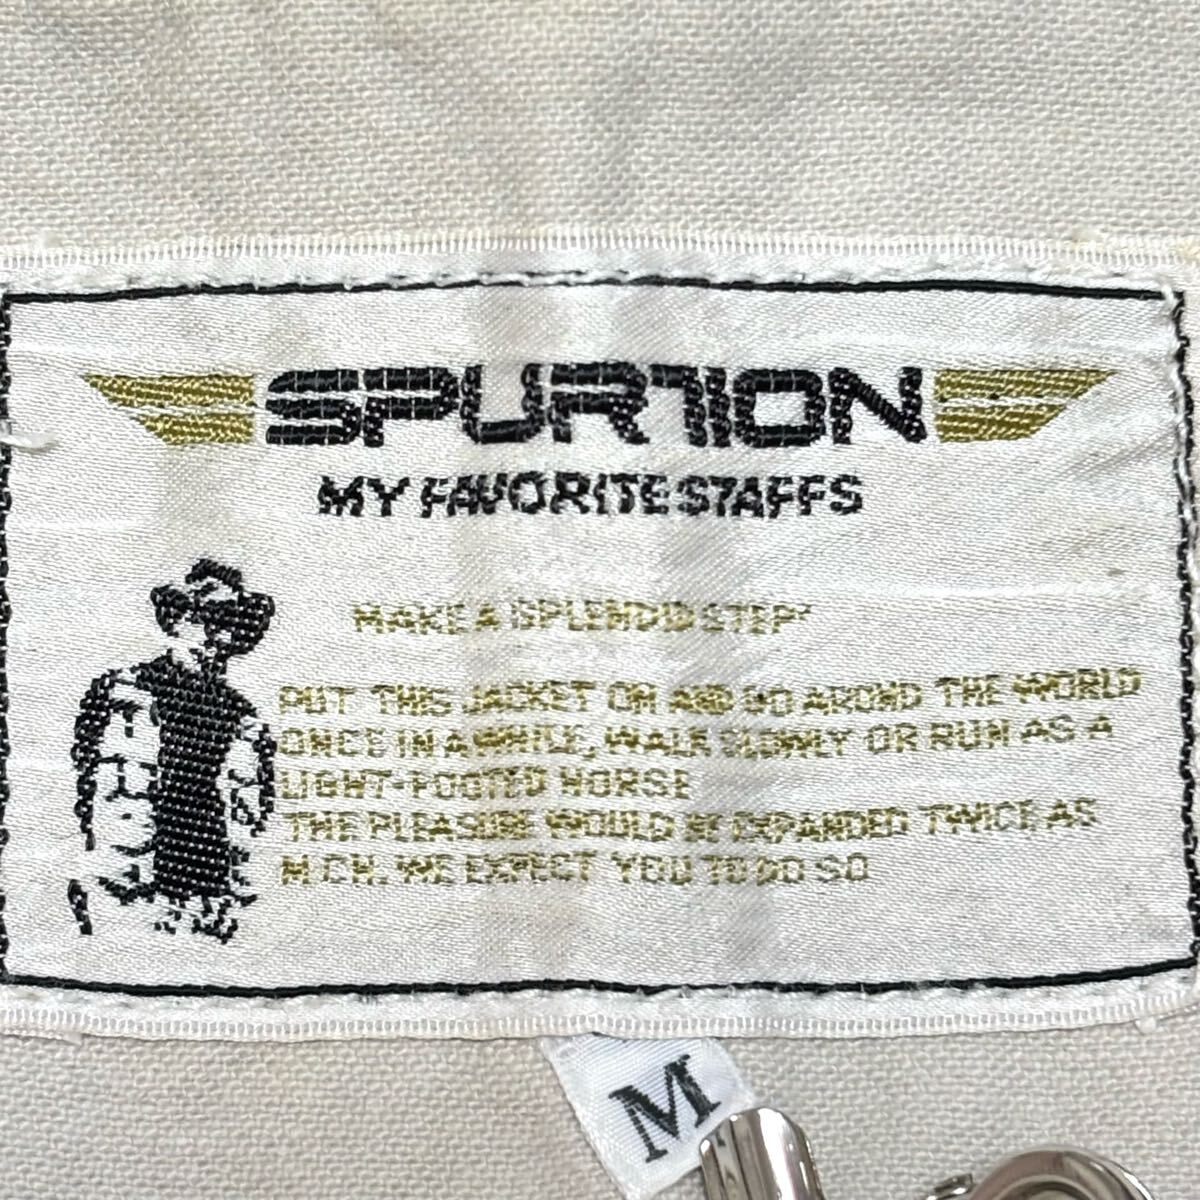 SPURTION
MY FAVORITE STAFFS
MAKE A SPLENDID STEP'
PUT THIS JACKET ON AND GO AROND THE WORLD
ONCE IN A WHILE, WALK SLOWLY OR RUN AS A
LIGHT-FOOTED HORSE
THE PLEASURE WOULD BE EXPANDED TWICE AS
MUCH. WE EXPECT YOU TO DO SO
M